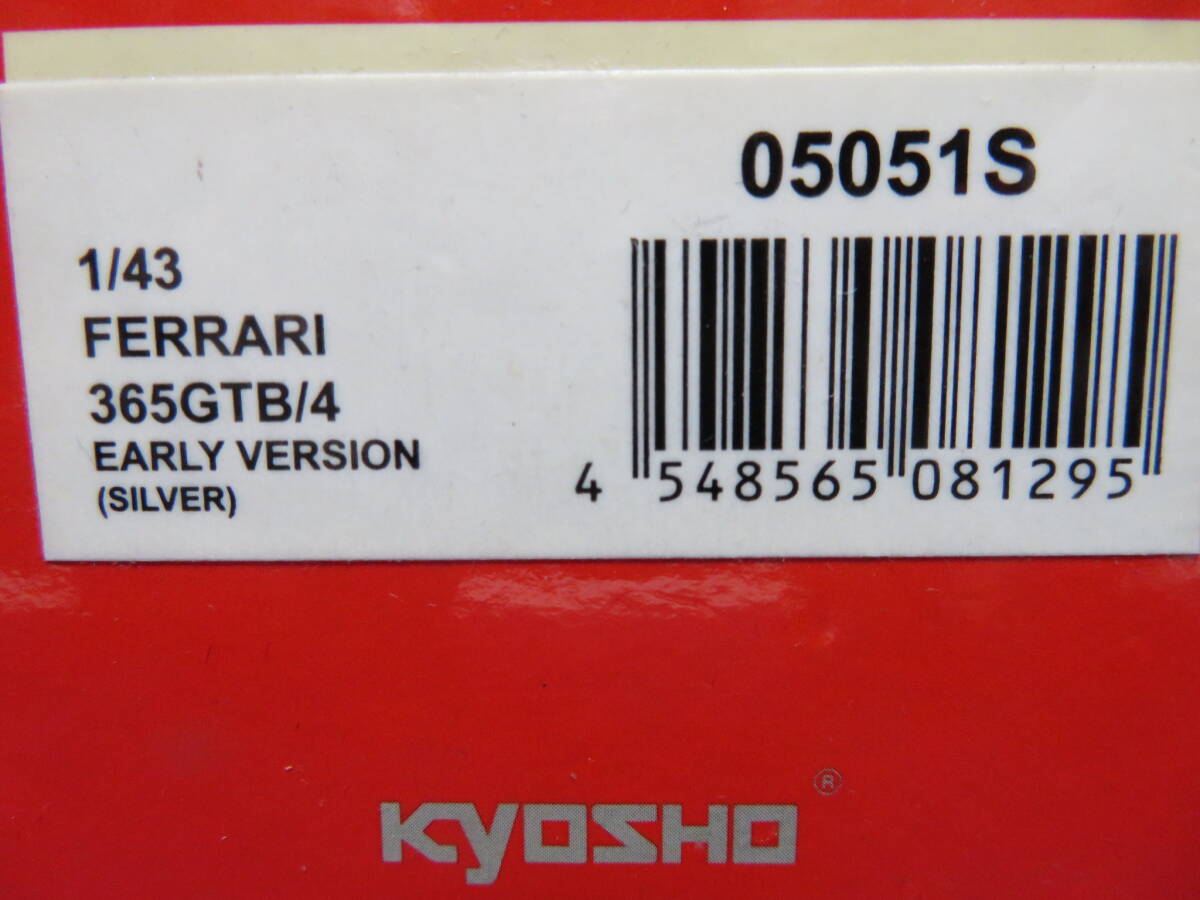 05051S
1/43
FERRARI
365GTB/4
EARLY VERSION
(SILVER)
4 548565 081295
KYOSHO ®